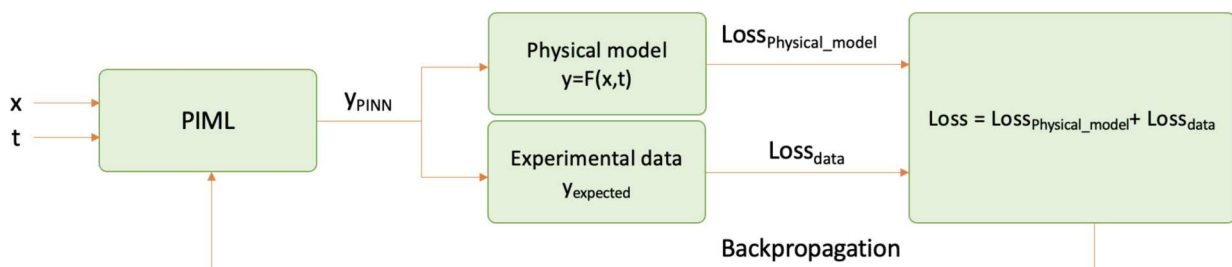 x
t
PIML
yPINN
Physical model
y=F(x,t)
Experimental data
yexpected
LossPhysical_model
Lossdata
Loss = LossPhysical_model+ Lossdata
Backpropagation